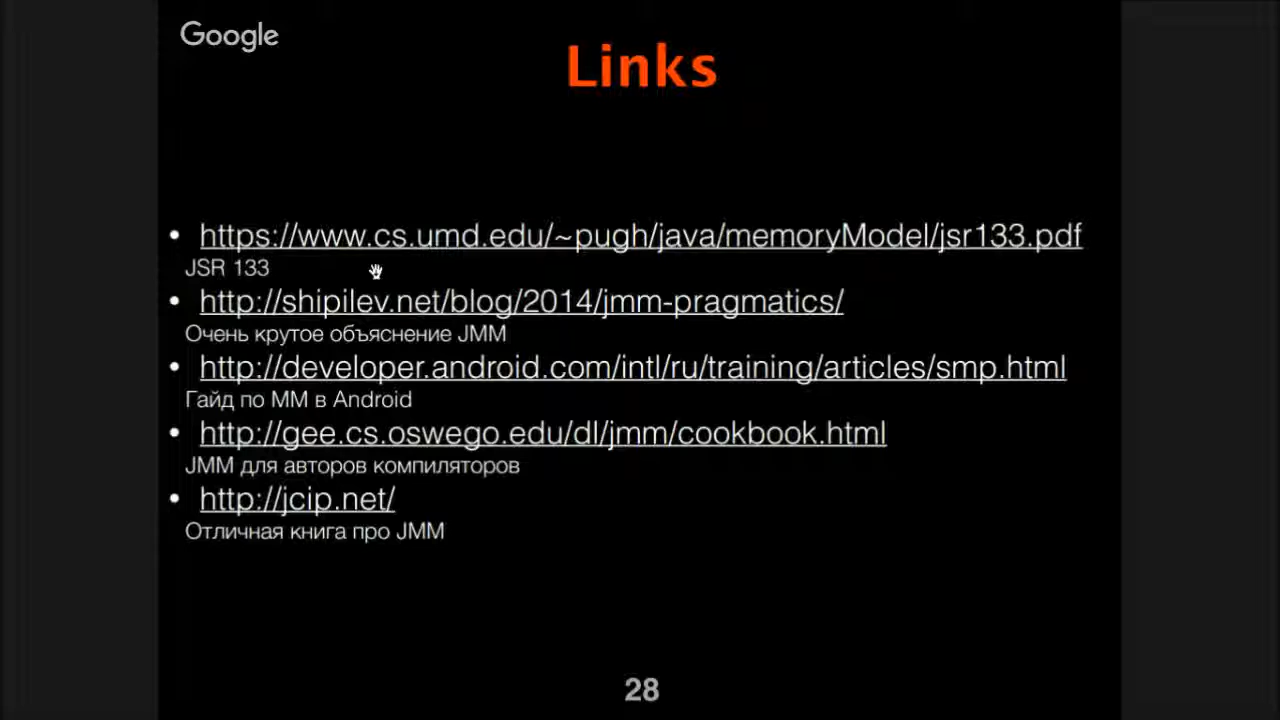 Google
Links
• https://www.cs.umd.edu/~pugh/java/memoryModel/jsr133.pdf
JSR 133
• http://shipilev.net/blog/2014/jmm-pragmatics/
Очень крутое объяснение JMM
• http://developer.android.com/intl/ru/training/articles/smp.html
Гайд по MM в Android
• http://gee.cs.oswego.edu/dl/jmm/cookbook.html
JMM для авторов компиляторов
• http://jcip.net/
Отличная книга про JMM
28